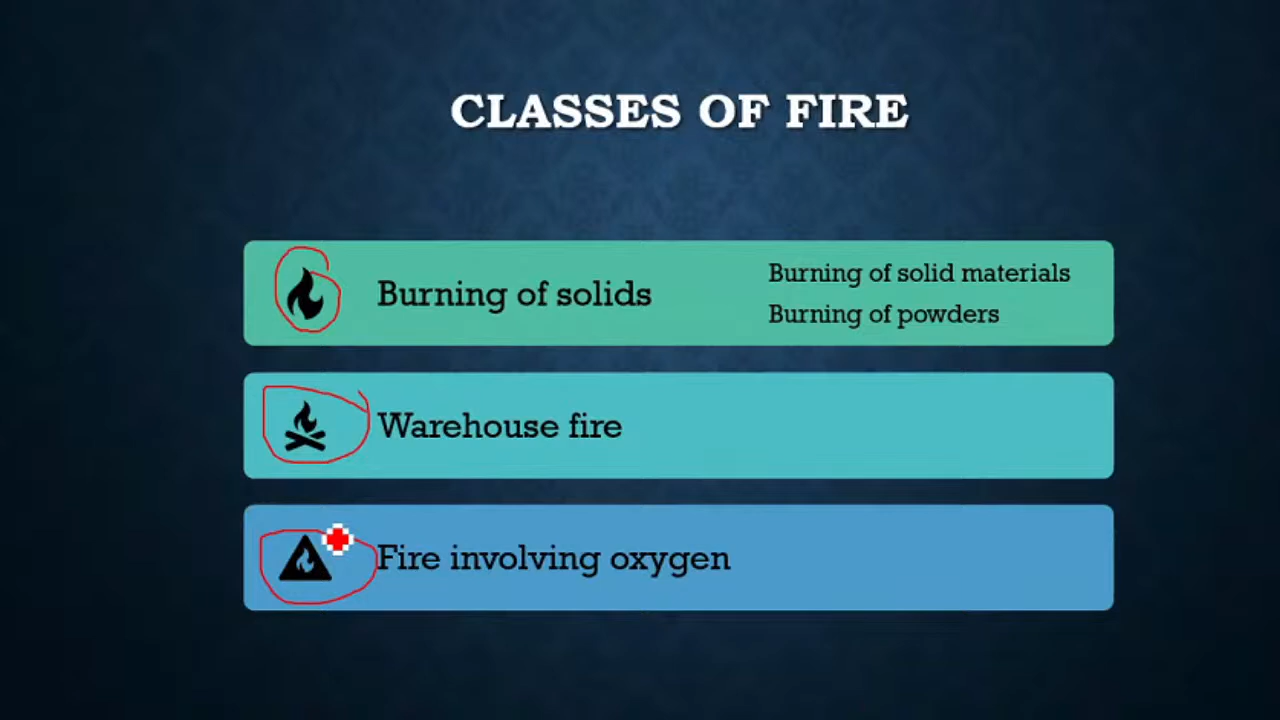 CLASSES OF FIRE
Burning of solids
Burning of solid materials
Burning of powders
Warehouse fire
Fire involving oxygen